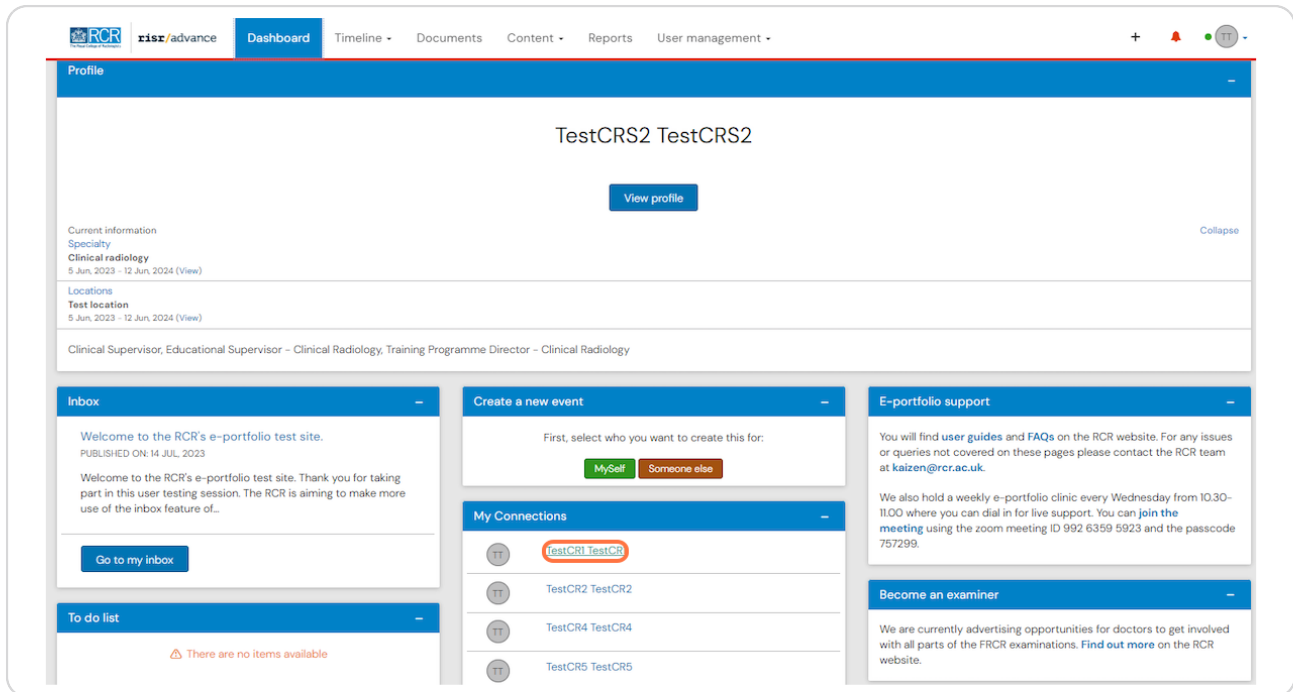 RCR
risr/advance
Dashboard
Timeline
Documents
Content
Reports
User management
+
TT
Profile
TestCRS2 TestCRS2
View profile
Current information
Collapse
Specialty
Clinical radiology
5 Jun, 2023 - 12 Jun, 2024 (View)
Locations
Test location
5 Jun, 2023 - 12 Jun, 2024 (View)
Clinical Supervisor, Educational Supervisor - Clinical Radiology, Training Programme Director - Clinical Radiology
Inbox
Welcome to the RCR's e-portfolio test site.
PUBLISHED ON: 14 JUL, 2023
Welcome to the RCR's e-portfolio test site. Thank you for taking
part in this user testing session. The RCR is aiming to make more
use of the inbox feature of...
Go to my inbox
To do list
There are no items available
Create a new event
First, select who you want to create this for:
MySelf
Someone else
My Connections
TT
TestCR1 TestCR
TT
TestCR2 TestCR2
TT
TestCR4 TestCR4
TT
TestCR5 TestCR5
E-portfolio support
You will find user guides and FAQs on the RCR website. For any issues
or queries not covered on these pages please contact the RCR team
at kaizen@rcr.ac.uk.
We also hold a weekly e-portfolio clinic every Wednesday from 10.30-
11.00 where you can dial in for live support. You can join the
meeting using the zoom meeting ID 992 6359 5923 and the passcode
757299.
Become an examiner
We are currently advertising opportunities for doctors to get involved
with all parts of the FRCR examinations. Find out more on the RCR
website.